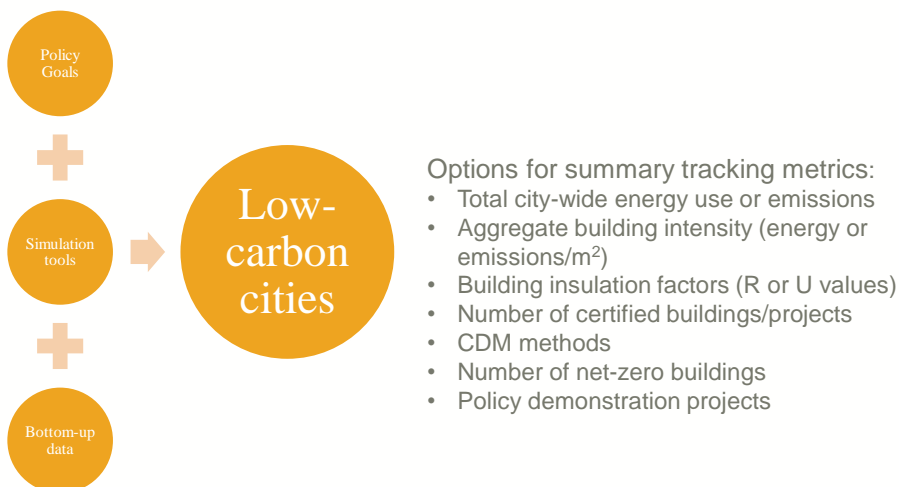 Policy
Goals
Simulation
tools
Bottom-up
data
Low-
carbon
cities
Options for summary tracking metrics:
• Total city-wide energy use or emissions
• Aggregate building intensity (energy or
emissions/m²)
• Building insulation factors (R or U values)
• Number of certified buildings/projects
• CDM methods
• Number of net-zero buildings
• Policy demonstration projects